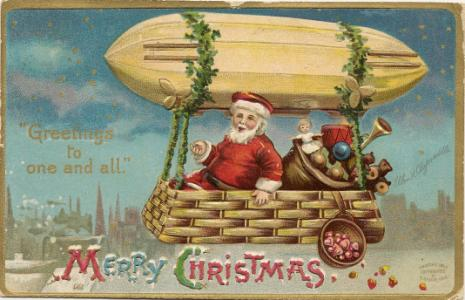 "Greetings
to
one and all."
MERRY CHRISTMAS.